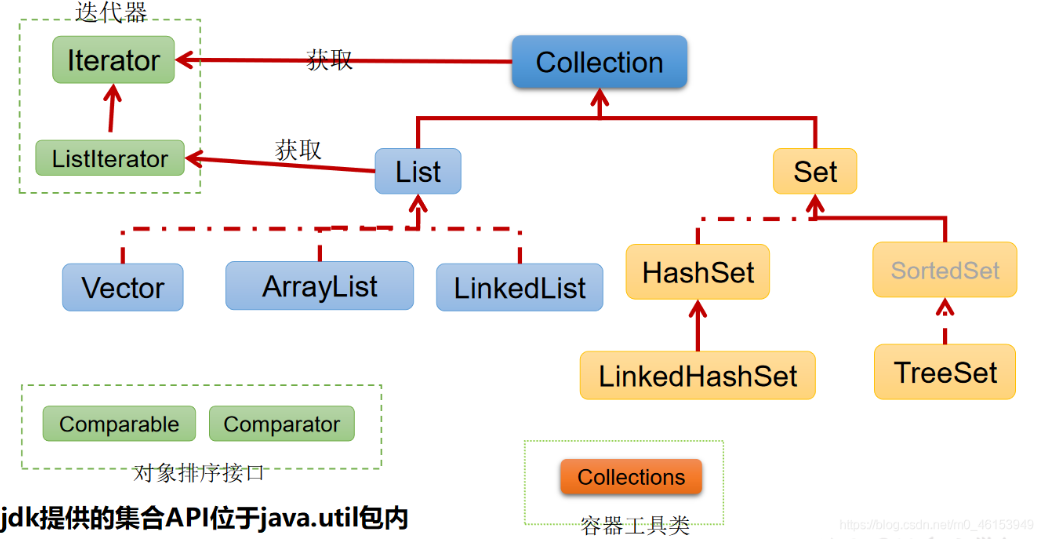 迭代器
Iterator
获取
Collection
ListIterator
获取
List
Set
Vector
ArrayList
LinkedList
HashSet
SortedSet
LinkedHashSet
TreeSet
Comparable
Comparator
对象排序接口
Collections
容器工具类
jdk提供的集合API位于java.util包内
https://blog.csdn.net/m0_46153949